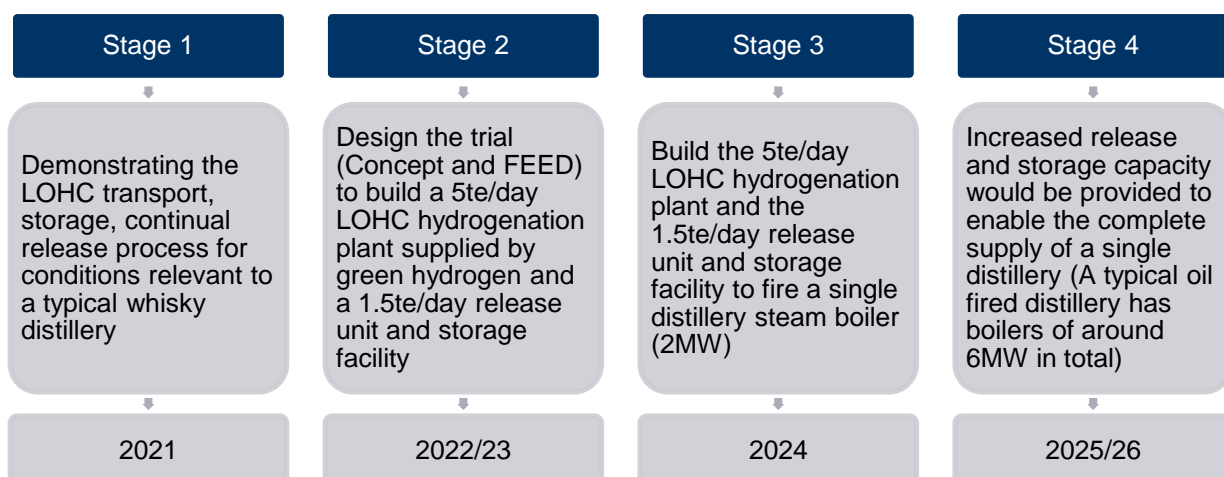 Stage 1
Demonstrating the
LOHC transport,
storage, continual
release process for
conditions relevant to
a typical whisky
distillery
2021
Stage 2
Design the trial
(Concept and FEED)
to build a 5te/day
LOHC hydrogenation
plant supplied by
green hydrogen and
a 1.5te/day release
unit and storage
facility
2022/23
Stage 3
Build the 5te/day
LOHC hydrogenation
plant and the
1.5te/day release
unit and storage
facility to fire a single
distillery steam boiler
(2MW)
2024
Stage 4
Increased release
and storage capacity
would be provided to
enable the complete
supply of a single
distillery (A typical oil
fired distillery has
boilers of around
6MW in total)
2025/26